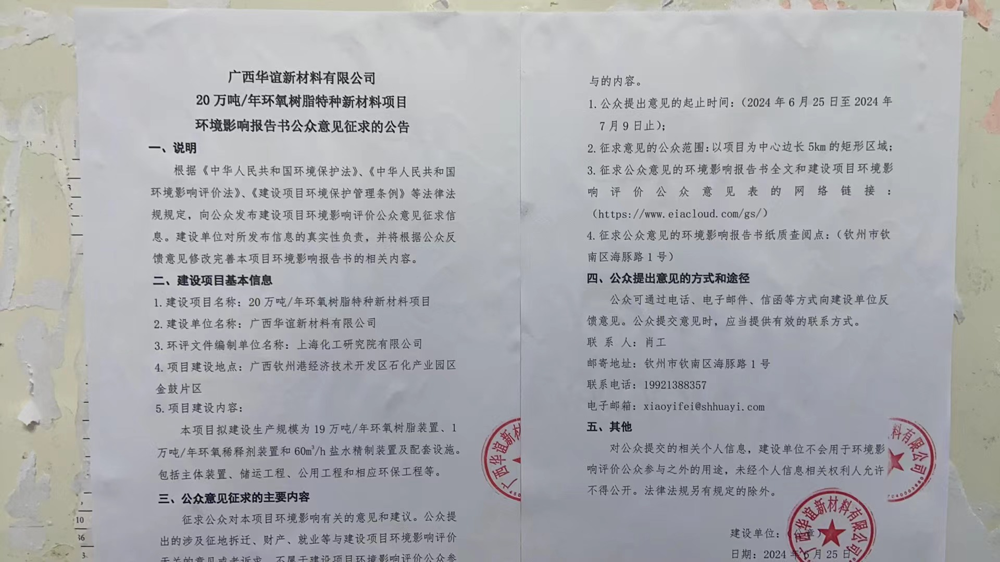 广西华谊新材料有限公司
20 万吨/年环氧树脂特种新材料项目
环境影响报告书公众意见征求的公告
一、说明
根据《中华人民共和国环境保护法》、《中华人民共和国
环境影响评价法》、《建设项目环境保护管理条例》等法律法
规规定，向公众发布建设项目环境影响评价公众意见征求信
息。建设单位对所发布信息的真实性负责，并将根据公众反
馈意见修改完善本项目环境影响报告书的相关内容。
二、建设项目基本信息
1. 建设项目名称：20 万吨/年环氧树脂特种新材料项目
2. 建设单位名称：广西华谊新材料有限公司
3. 环评文件编制单位名称：上海化工研究院有限公司
4. 项目建设地点：广西钦州港经济技术开发区石化产业园区
金鼓片区
5. 项目建设内容：
本项目拟建设生产规模为 19 万吨/年环氧树脂装置、1
万吨/年环氧稀释剂装置和 60m³/h 盐水精制装置及配套设施。
包括主体装置、储运工程、公用工程和相应环保工程等。
三、公众意见征求的主要内容
征求公众对本项目环境影响有关的意见和建议。公众提
出的涉及征地拆迁、财产、就业等与建设项目环境影响评价
无关的意见或者诉求，不属于建设项目环境影响评价公众参
广西华谊新材
与的内容。
1. 公众提出意见的起止时间：（2024 年 6 月 25 日至 2024 年
7 月 9 日止）；
2. 征求意见的公众范围：以项目为中心边长 5km 的矩形区域；
3. 征求公众意见的环境影响报告书全文和建设项目环境影
响评价公众意见表的网络链接：
（https://www.eiacloud.com/gs/）
4. 征求公众意见的环境影响报告书纸质查阅点：（钦州市钦
南区海豚路 1 号）
四、公众提出意见的方式和途径
公众可通过电话、电子邮件、信函等方式向建设单位反
馈意见。公众提交意见时，应当提供有效的联系方式。
联 系 人：肖工
邮寄地址：钦州市钦南区海豚路 1 号
联系电话：19921388357
电子邮箱：xiaoyifei@shhuayi.com
五、其他
对公众提交的相关个人信息，建设单位不会用于环境影
响评价公众参与之外的用途，未经个人信息相关权利人允许
不得公开。法律法规另有规定的除外。
料有限公司
建设单位：（公章）
日期：2024 年 6 月 25 日
广西华谊新材料有限公司
10
36
3